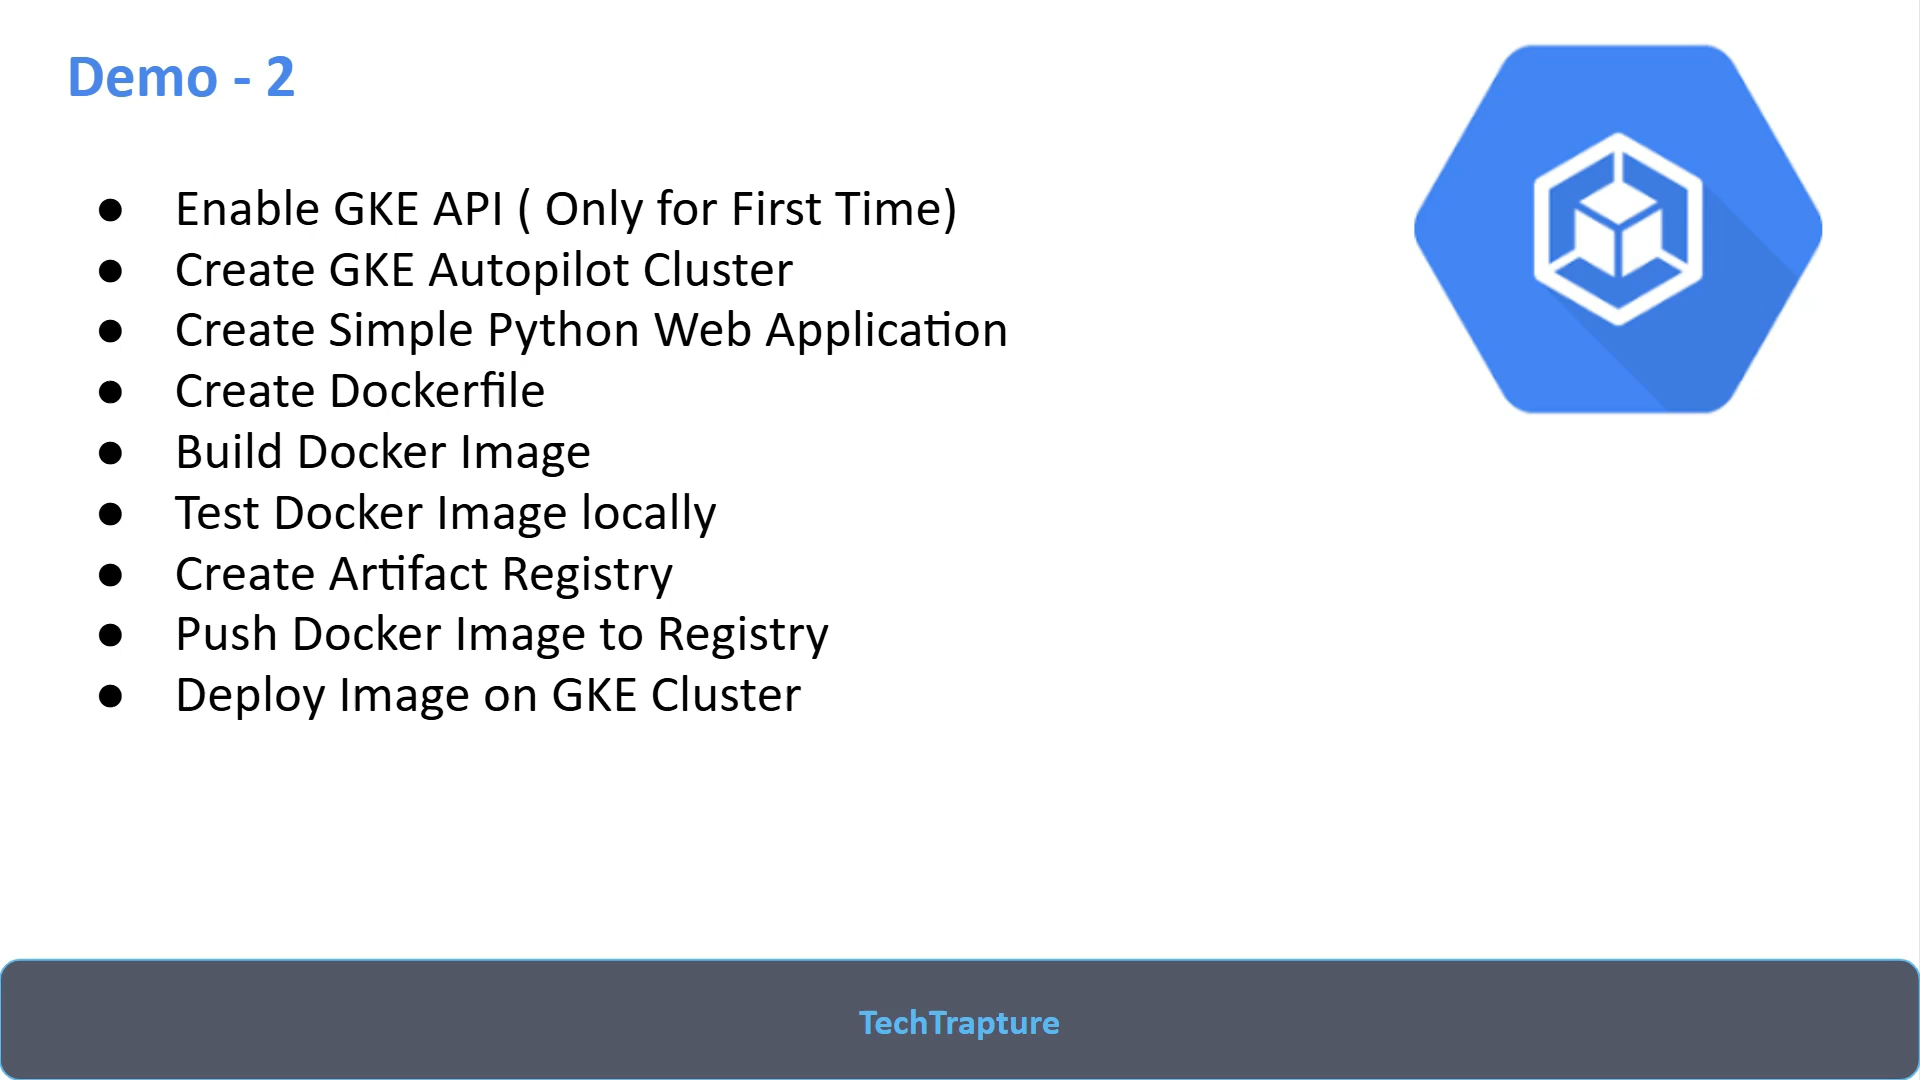 Demo - 2
● Enable GKE API ( Only for First Time)
● Create GKE Autopilot Cluster
● Create Simple Python Web Application
● Create Dockerfile
● Build Docker Image
● Test Docker Image locally
● Create Artifact Registry
● Push Docker Image to Registry
● Deploy Image on GKE Cluster
TechTrapture